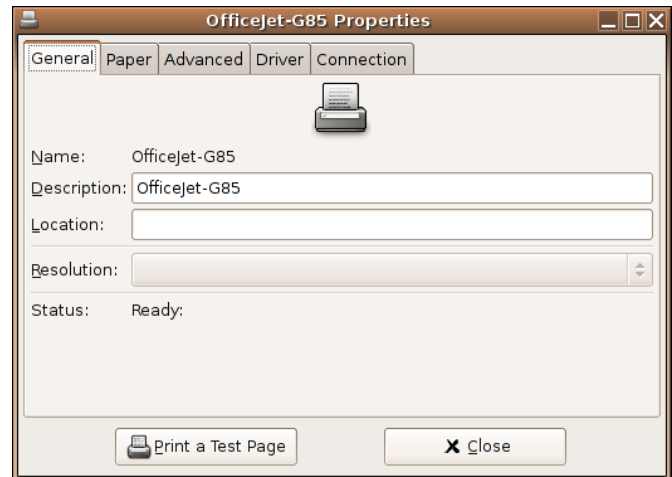 OfficeJet-G85 Properties
General Paper Advanced Driver Connection
Name: OfficeJet-G85
Description: OfficeJet-G85
Location:
Resolution:
Status: Ready:
Print a Test Page Close